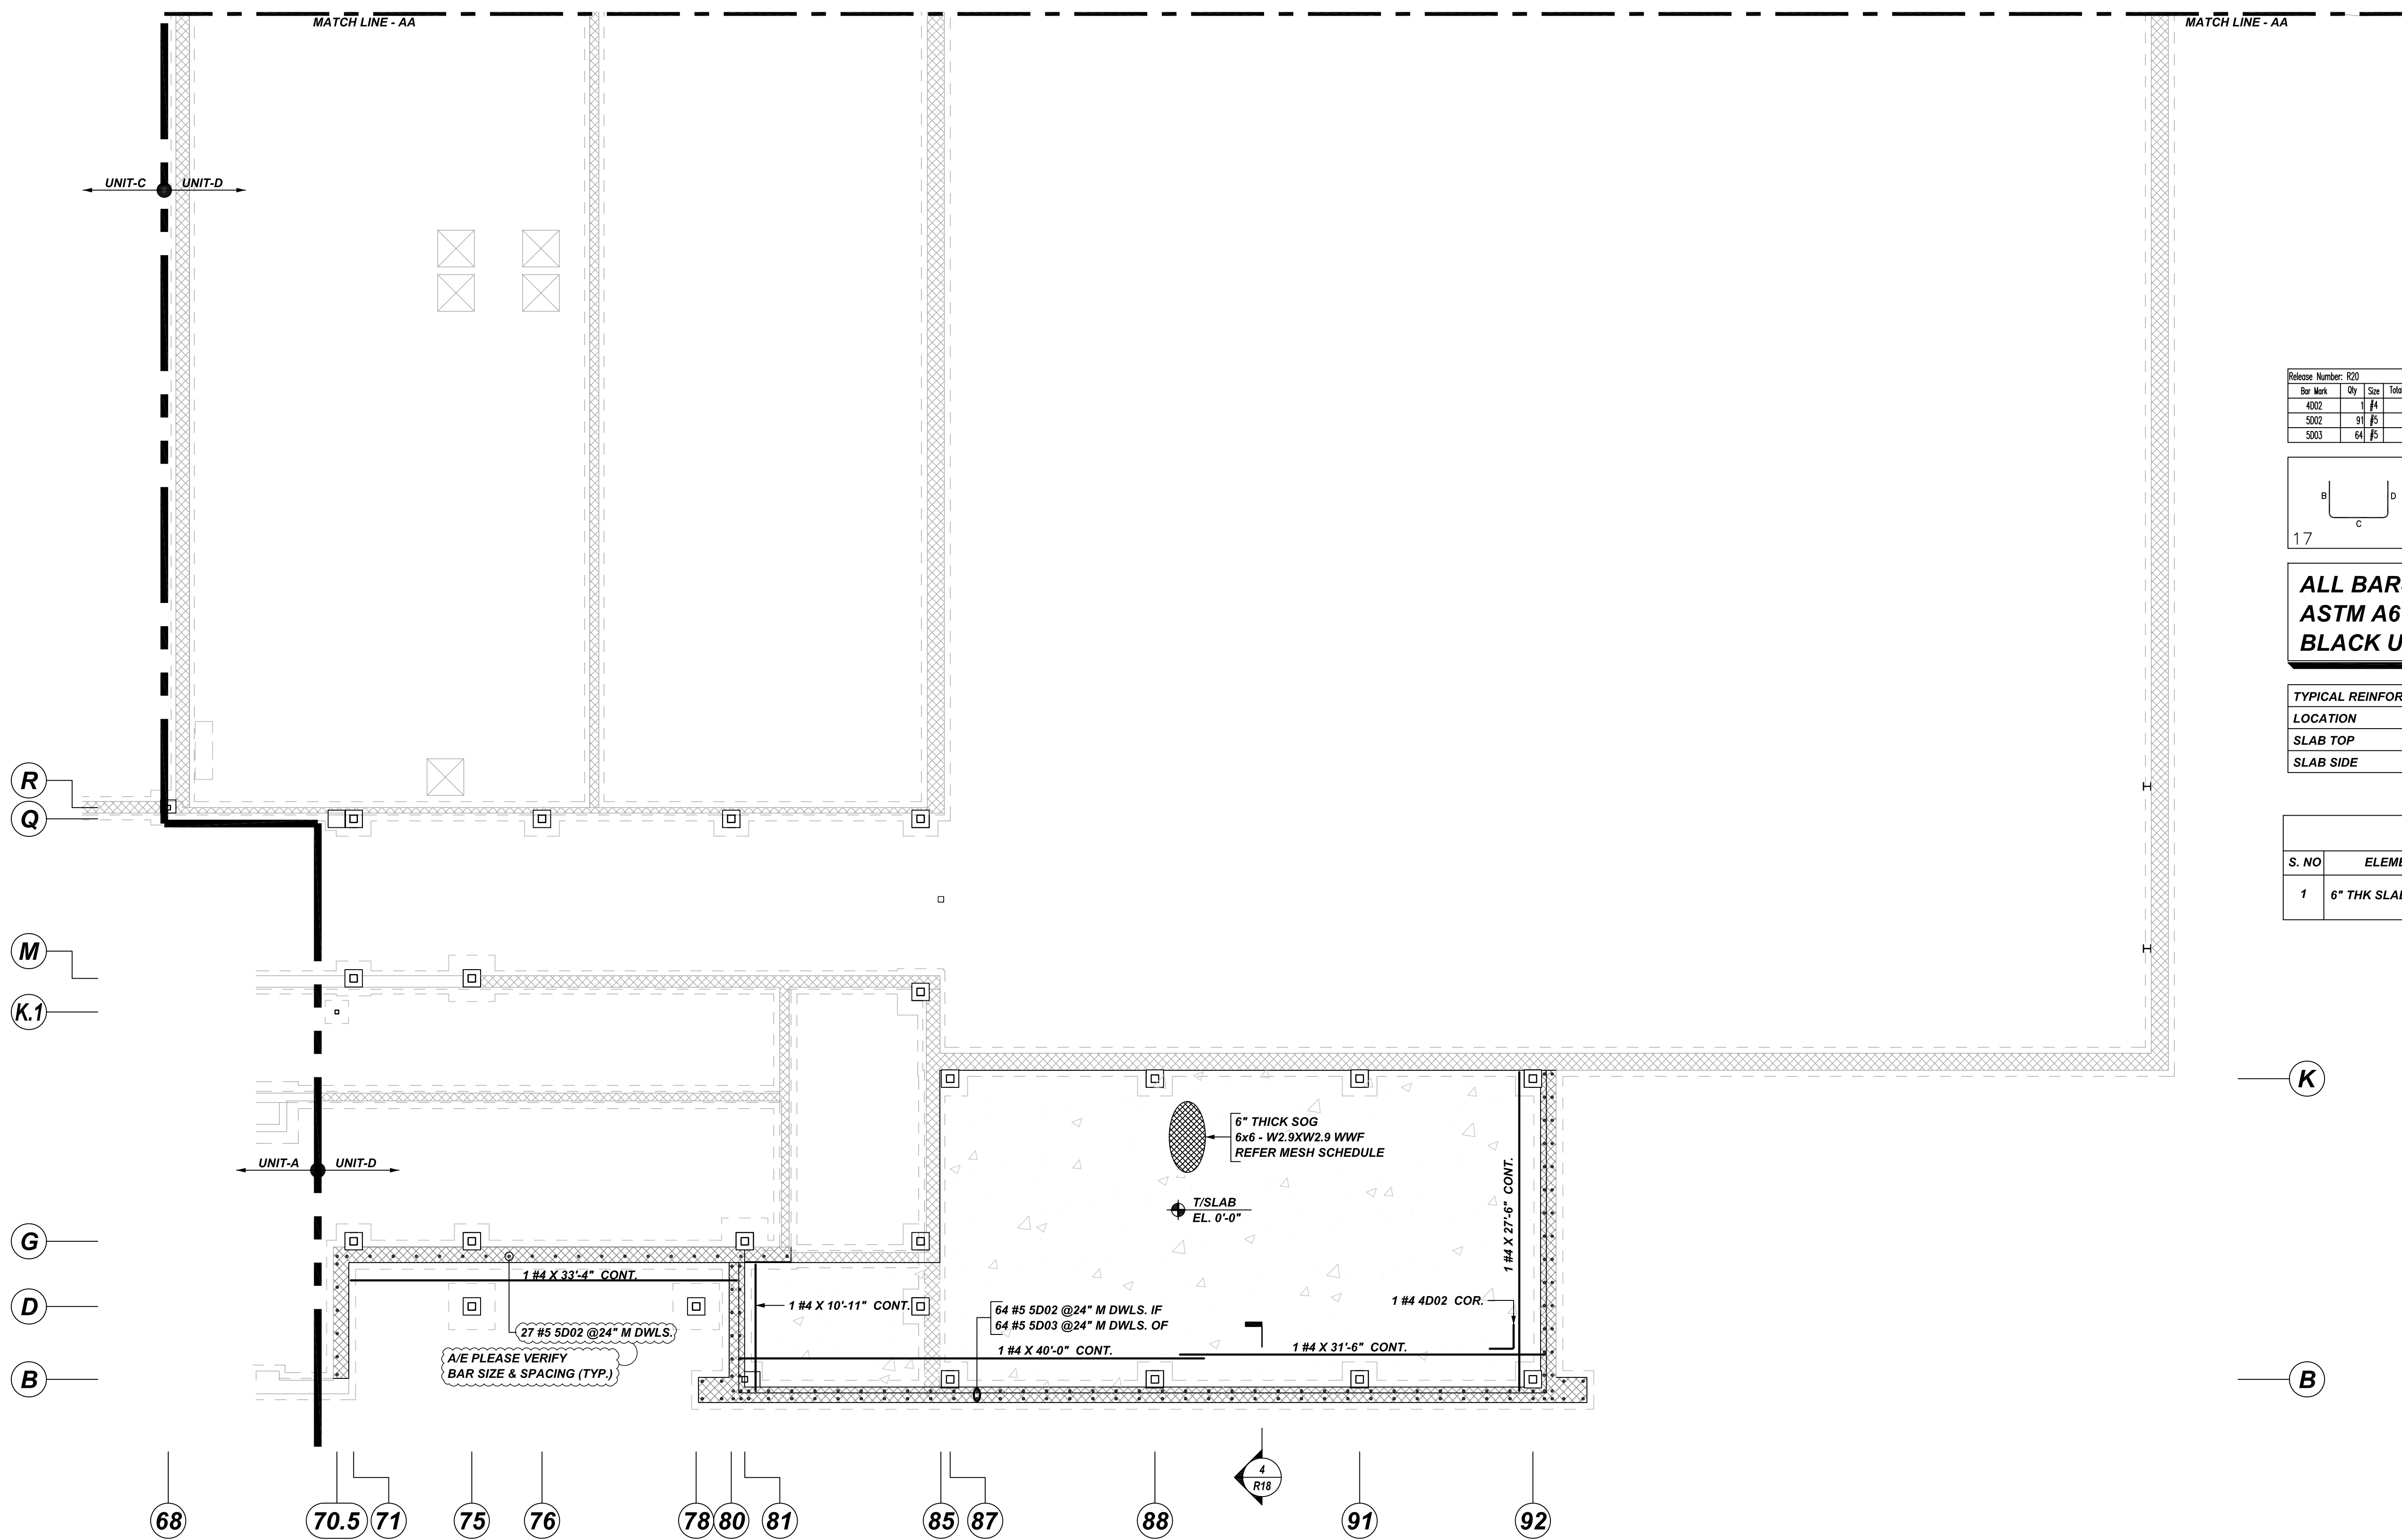 MATCH LINE - AA
MATCH LINE - AA
UNIT-C
UNIT-D
Release Number: R20
Bar Mark Qty Size
4D02 1 #4
5D02 91 #5
5D03 64 #5
B
D
C
17
ALL
BLACK
LOCATION
SLAB TOP
SLAB SIDE
TYPICAL
S. NO
1 6" THK
R
Q
M
K.1
K
UNIT-A
UNIT-D
6" THICK SOG
6x6 - W2.9XW2.9 WWF
REFER MESH SCHEDULE
T/SLAB
EL. 0'-0"
1 #4 X 27'-6" CONT.
G
1 #4 X 33'-4" CONT.
D
1 #4 X 10'-11" CONT.
1 #4 4D02 COR.
64 #5 5D02 @24" M DWLS. IF
64 #5 5D03 @24" M DWLS. OF
27 #5 5D02 @24" M DWLS.
1 #4 X 40'-0" CONT.
1 #4 X 31'-6" CONT.
A/E PLEASE VERIFY
BAR SIZE & SPACING (TYP.)
B
B
4
R18
68
70.5
71
75
76
78
80
81
85
87
88
91
92